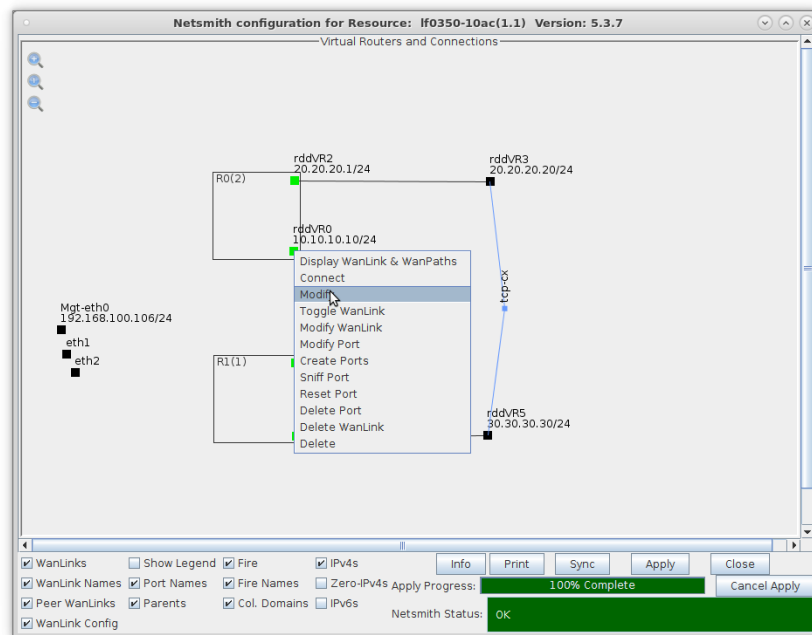 Netsmith configuration for Resource:  lf0350-10ac(1.1)  Version: 5.3.7
Virtual Routers and Connections
rddVR2
20.20.20.1/24
rddVR3
20.20.20.20/24
R0(2)
rddVR0
10.10.10.10/24
Display WanLink & WanPaths
Connect
Modify
Toggle WanLink
Modify WanLink
Modify Port
Create Ports
Sniff Port
Reset Port
Delete Port
Delete WanLink
Delete
tcp-cx
Mgt-eth0
192.168.100.106/24
eth1
eth2
R1(1)
rddVR5
30.30.30.30/24
WanLinks Show Legend Fire IPv4s Info Print Sync Apply Close
WanLink Names Port Names Fire Names Zero-IPv4s Apply Progress: 100% Complete Cancel Apply
Peer WanLinks Parents Col. Domains IPv6s Netsmith Status: OK
WanLink Config